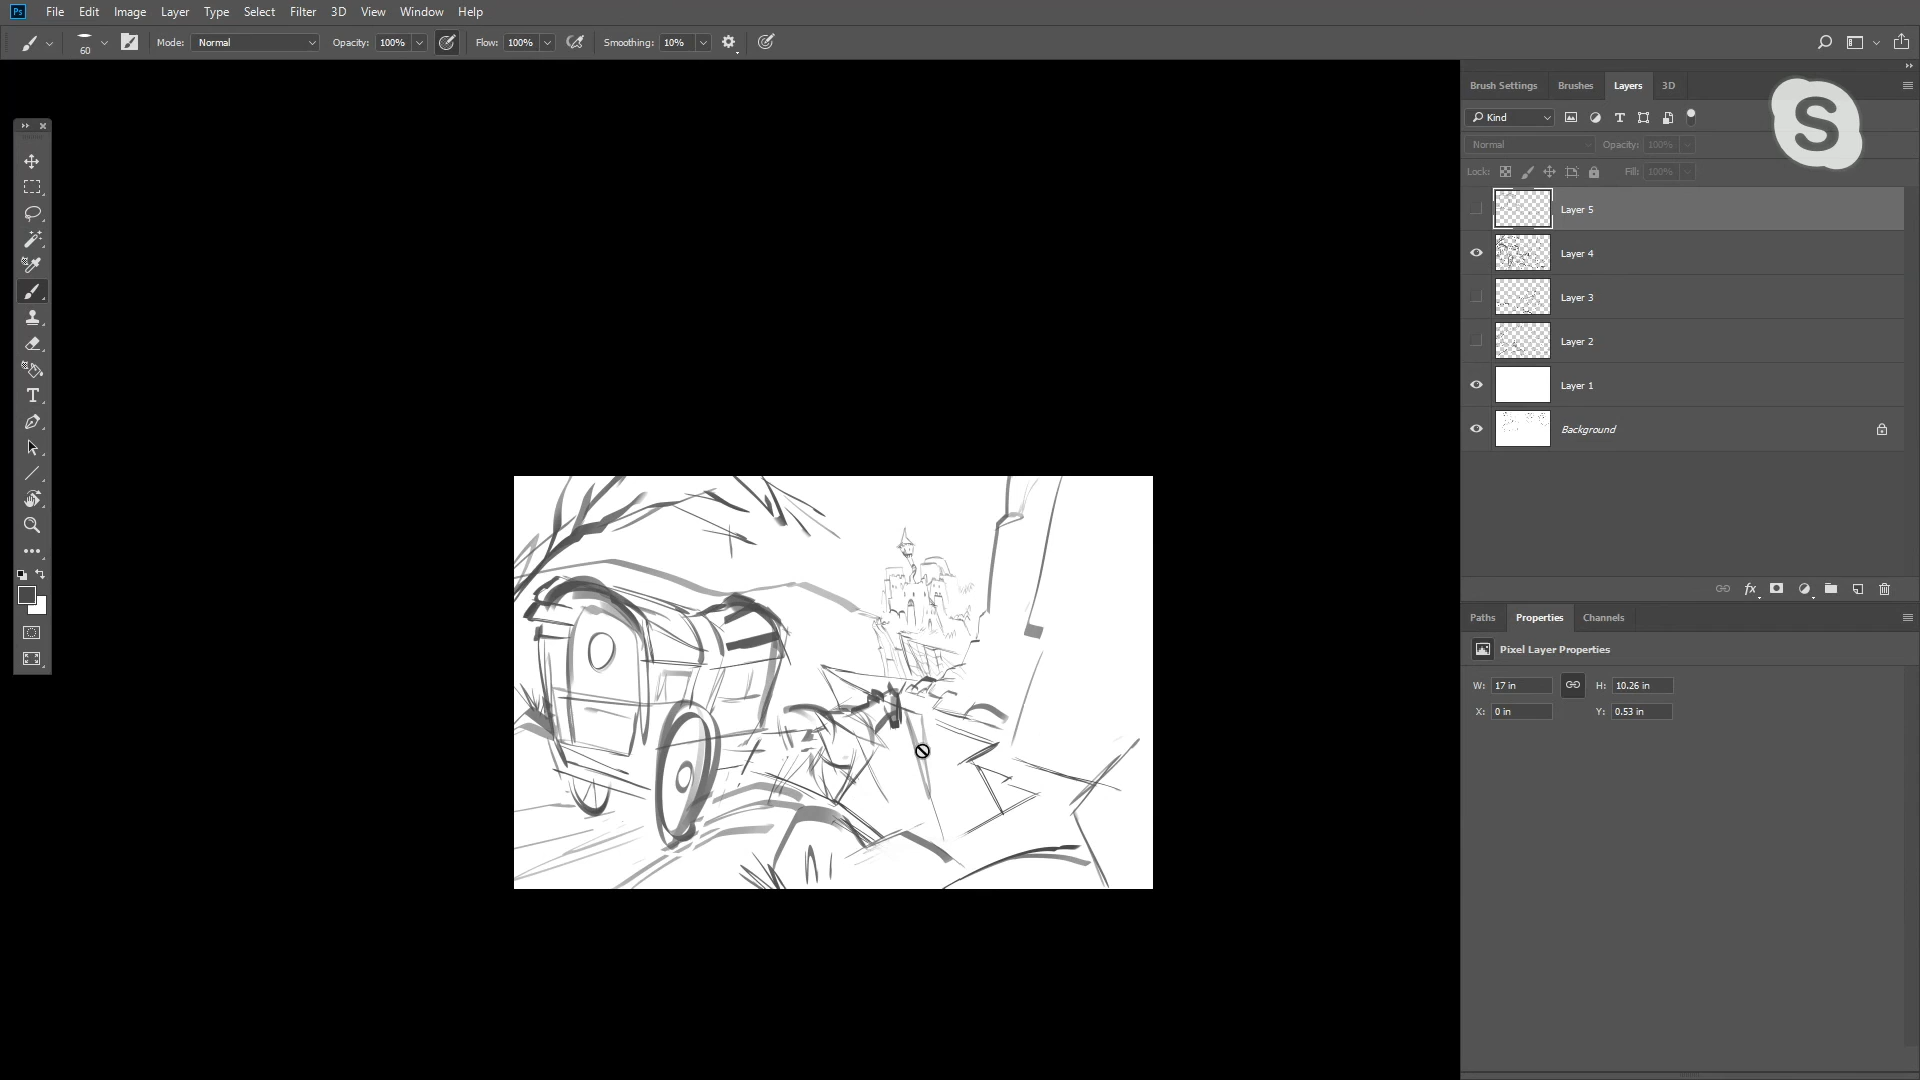 Ps File Edit Image Layer Type Select Filter 3D View Window Help
60 Mode: Normal Opacity: 100% Flow: 100% Smoothing: 10%
Brush Settings Brushes Layers 3D
Kind
Normal Opacity: 100%
Lock: Fill: 100%
Layer 5
Layer 4
Layer 3
Layer 2
Layer 1
Background
fx
Paths Properties Channels
Pixel Layer Properties
W: 17 in H: 10.26 in
X: 0 in Y: 0.53 in